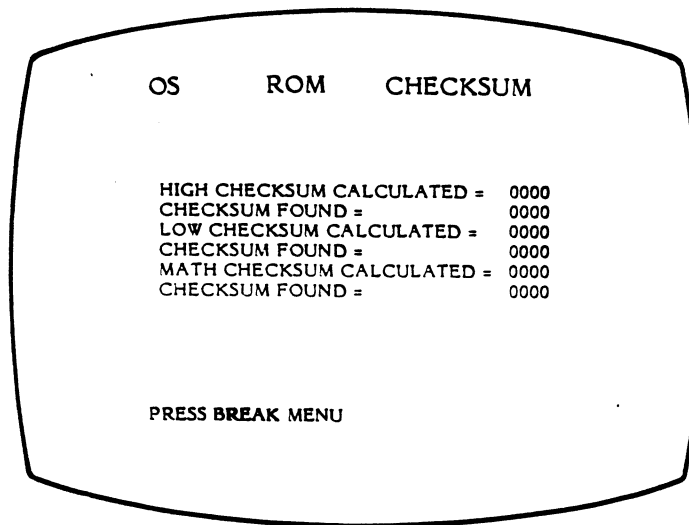 OS ROM CHECKSUM
HIGH CHECKSUM CALCULATED = 0000
CHECKSUM FOUND = 0000
LOW CHECKSUM CALCULATED = 0000
CHECKSUM FOUND = 0000
MATH CHECKSUM CALCULATED = 0000
CHECKSUM FOUND = 0000
PRESS BREAK MENU